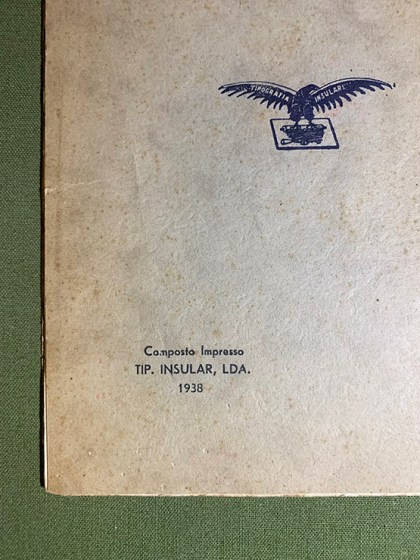 TIPOGRAFIA INSULAR L
Composto Impresso
TIP. INSULAR, LDA.
1938